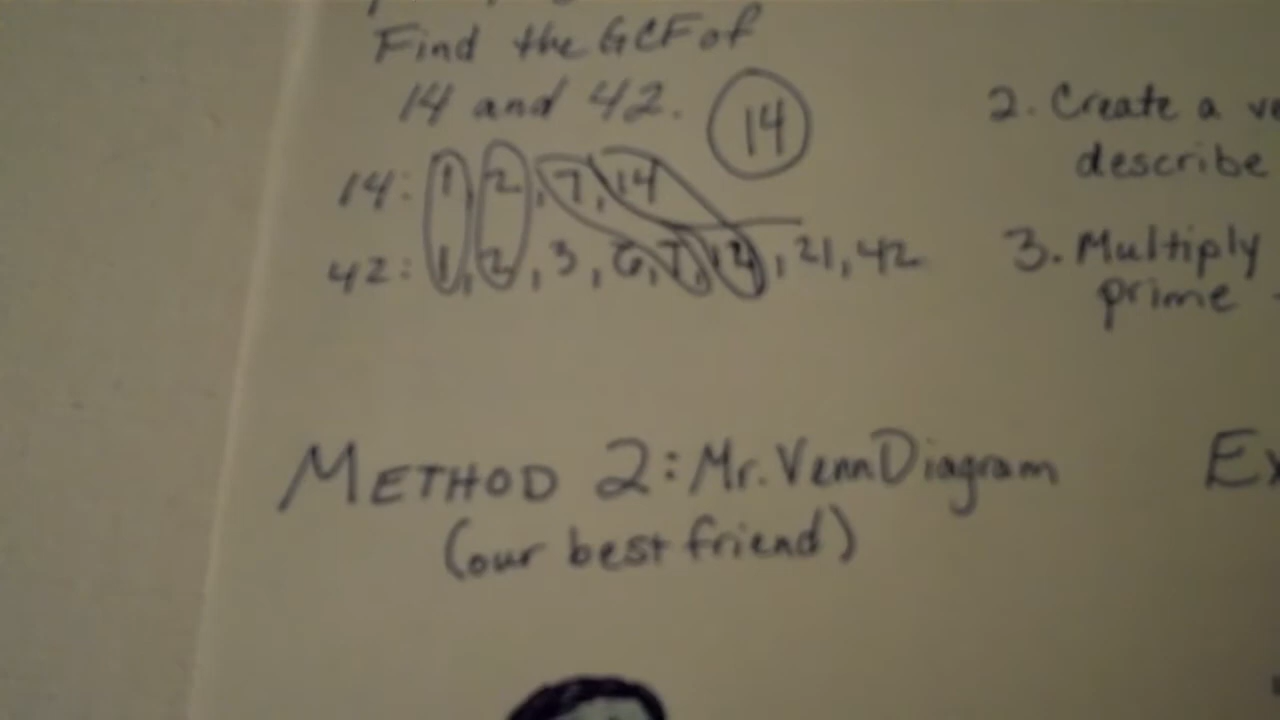 Find the GCF of
14 and 42. 14
14: 1, 2, 7, 14
42: 1, 2, 3, 6, 7, 14, 21, 42
METHOD 2: Mr. Venn Diagram
(our best friend)
2. Create a
describe
3. Multiply
prime